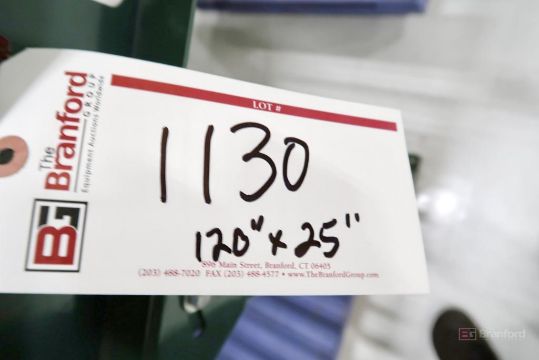 The
Branford
GROUP
Equipment Auctions Worldwide
BG
LOT #
1130
120" x 25"
896 Main Street, Branford, CT 06405
(203) 488-7020 FAX (203) 488-4577 • www.TheBranfordGroup.com
BG Branford